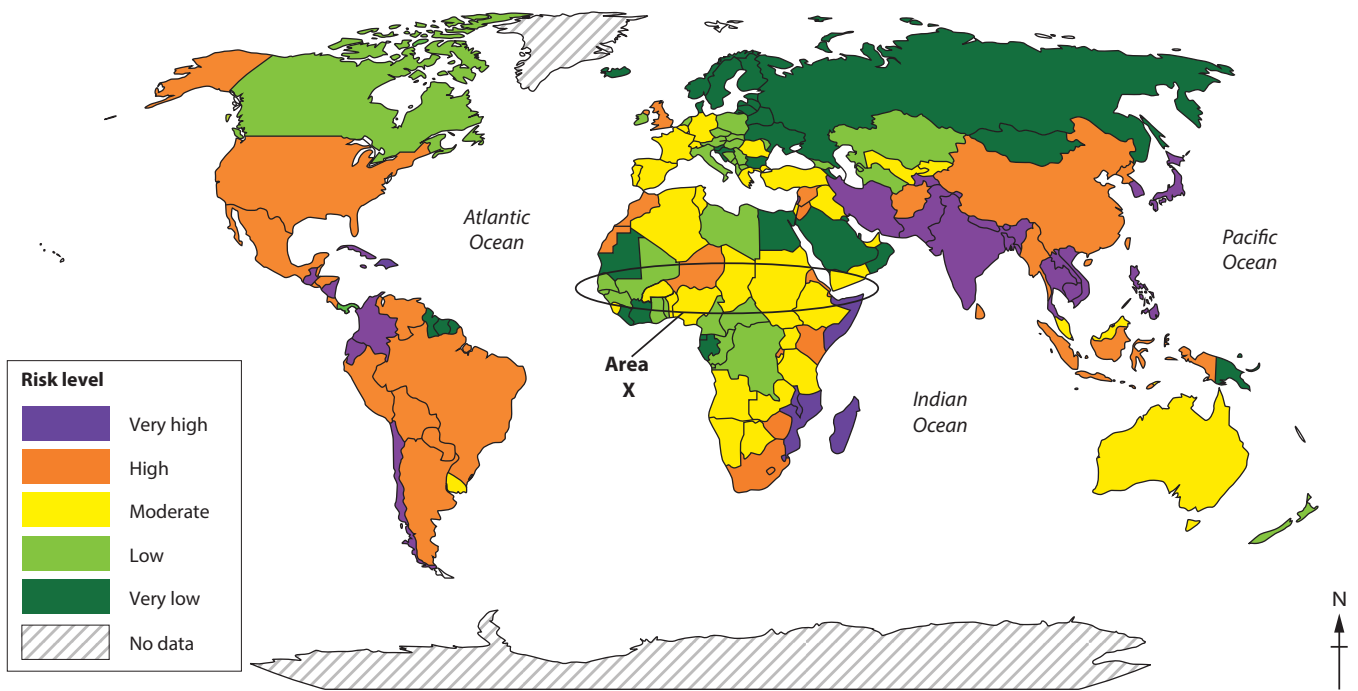 Atlantic
Ocean
Pacific
Ocean
Area
X
Indian
Ocean
Risk level
Very high
High
Moderate
Low
Very low
No data
N